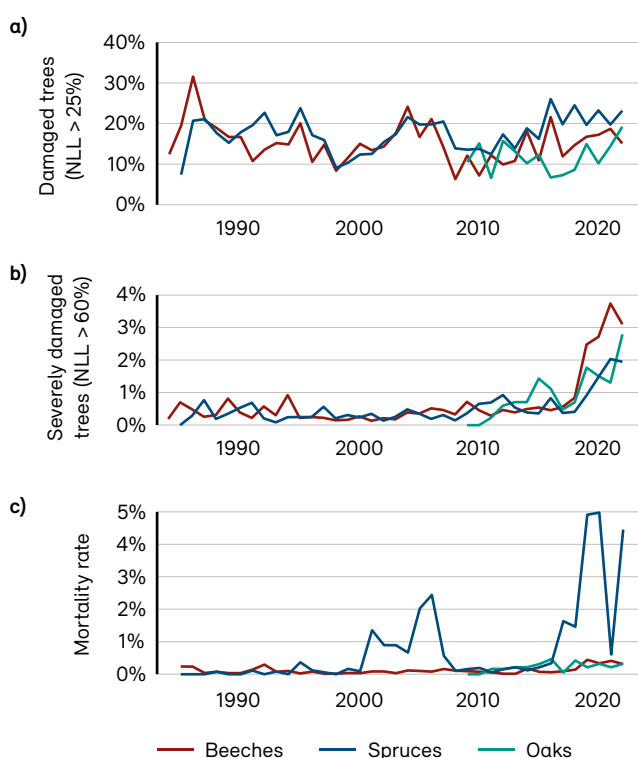 a)
Damaged trees
(NLL > 25%)
40%
30%
20%
10%
0%
1990 2000 2010 2020
b)
Severely damaged
trees (NLL > 60%)
4%
3%
2%
1%
0%
1990 2000 2010 2020
c)
Mortality rate
5%
4%
3%
2%
1%
0%
1990 2000 2010 2020
Beeches Spruces Oaks